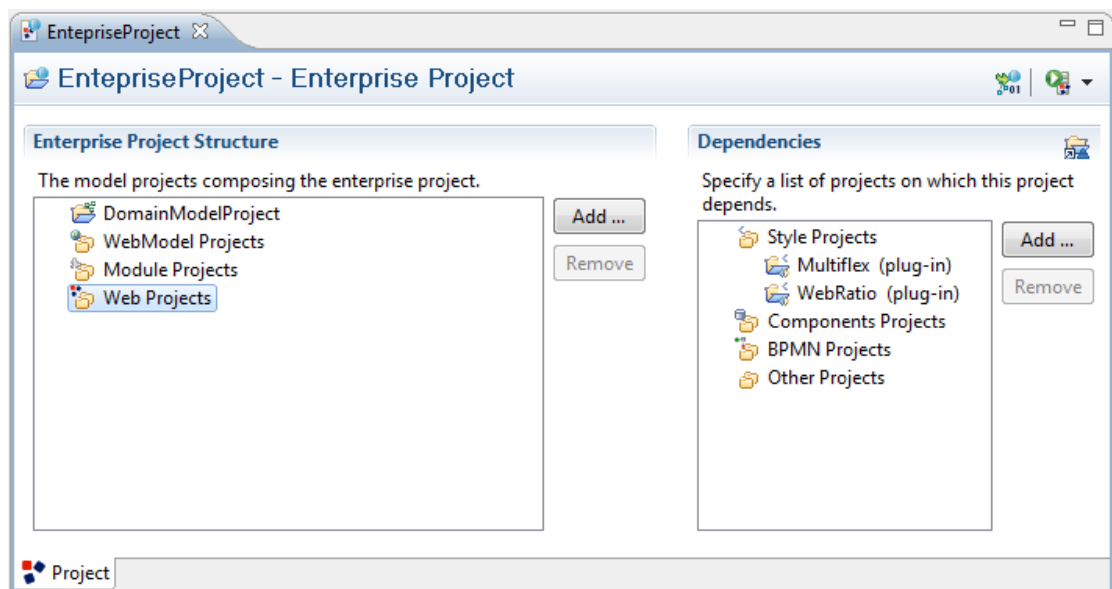 EntepriseProject
EntepriseProject - Enterprise Project
01
Enterprise Project Structure
The model projects composing the enterprise project.
DomainModelProject
WebModel Projects
Module Projects
Web Projects
Add ...
Remove
Dependencies
Specify a list of projects on which this project
depends.
Style Projects
Multiflex (plug-in)
WebRatio (plug-in)
Components Projects
BPMN Projects
Other Projects
Add ...
Remove
Project